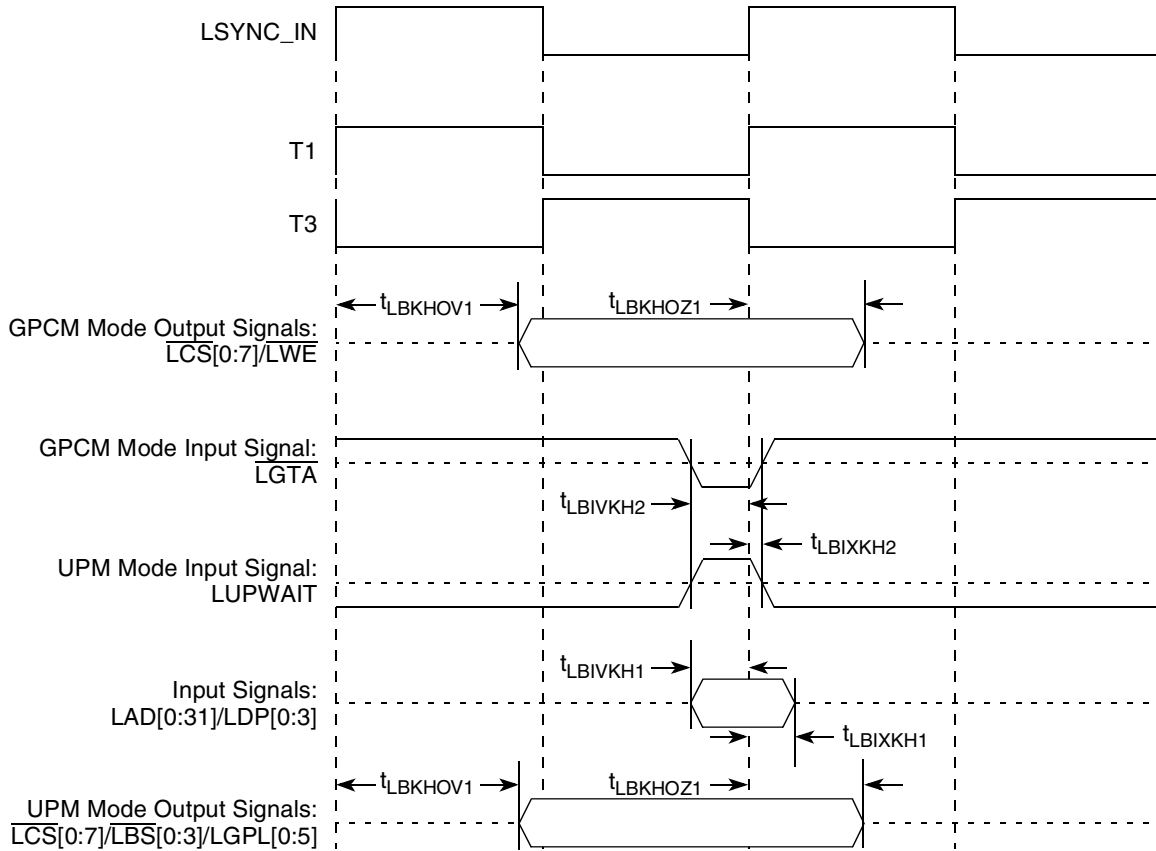 LSYNC_IN
T1
T3
tLBKHOV1
tLBKHOZ1
GPCM Mode Output Signals:
LCS[0:7]/LWE
GPCM Mode Input Signal:
LGTA
tLBIVKH2
tLBIXKH2
UPM Mode Input Signal:
LUPWAIT
tLBIVKH1
Input Signals:
LAD[0:31]/LDP[0:3]
tLBIXKH1
tLBKHOV1
tLBKHOZ1
UPM Mode Output Signals:
LCS[0:7]/LBS[0:3]/LGPL[0:5]